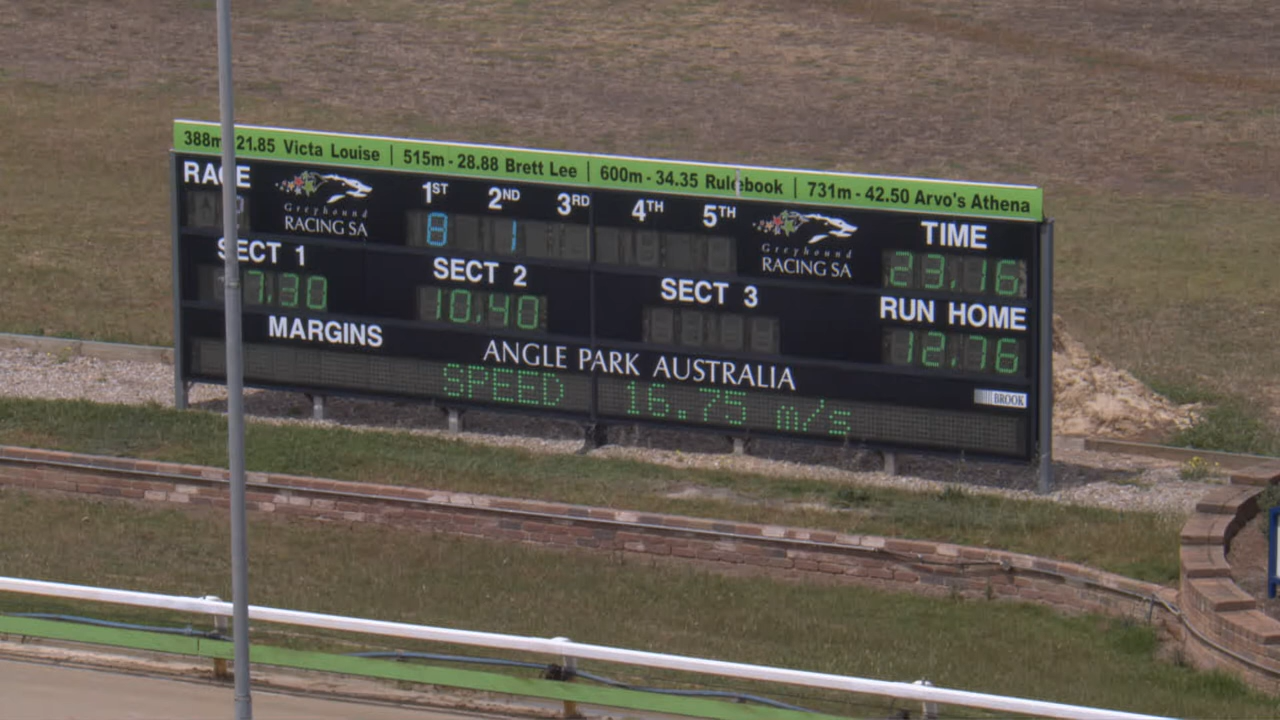 388m 21.85 Victa Louise | 515m - 28.88 Brett Lee | 600m - 34.35 Rulebook | 731m - 42.50 Arvo's Athena
RACE
Greyhound
RACING SA
1ST 2ND 3RD 4TH 5TH
8 1
Greyhound
RACING SA
TIME
23.16
SECT 1
7.30
SECT 2
10.40
SECT 3
RUN HOME
12.76
MARGINS
ANGLE PARK AUSTRALIA
BROOK
SPEED 16.75 m/s